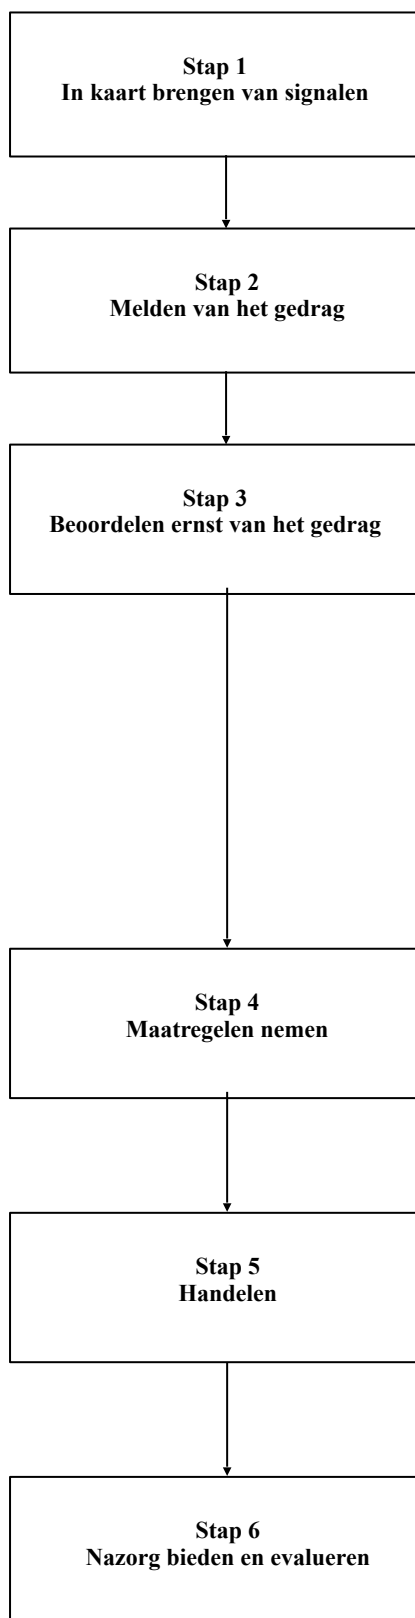 Stap 1
In kaart brengen van signalen
Stap 2
Melden van het gedrag
Stap 3
Beoordelen ernst van het gedrag
Stap 4
Maatregelen nemen
Stap 5
Handelen
Stap 6
Nazorg bieden en evalueren